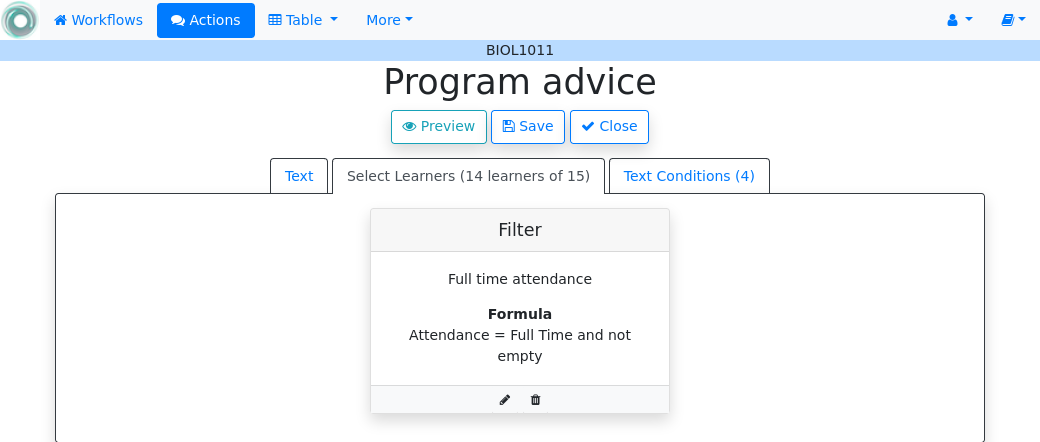 Workflows Actions Table More
BIOL1011
Program advice
Preview Save Close
Text Select Learners (14 learners of 15) Text Conditions (4)
Filter
Full time attendance
Formula
Attendance = Full Time and not
empty